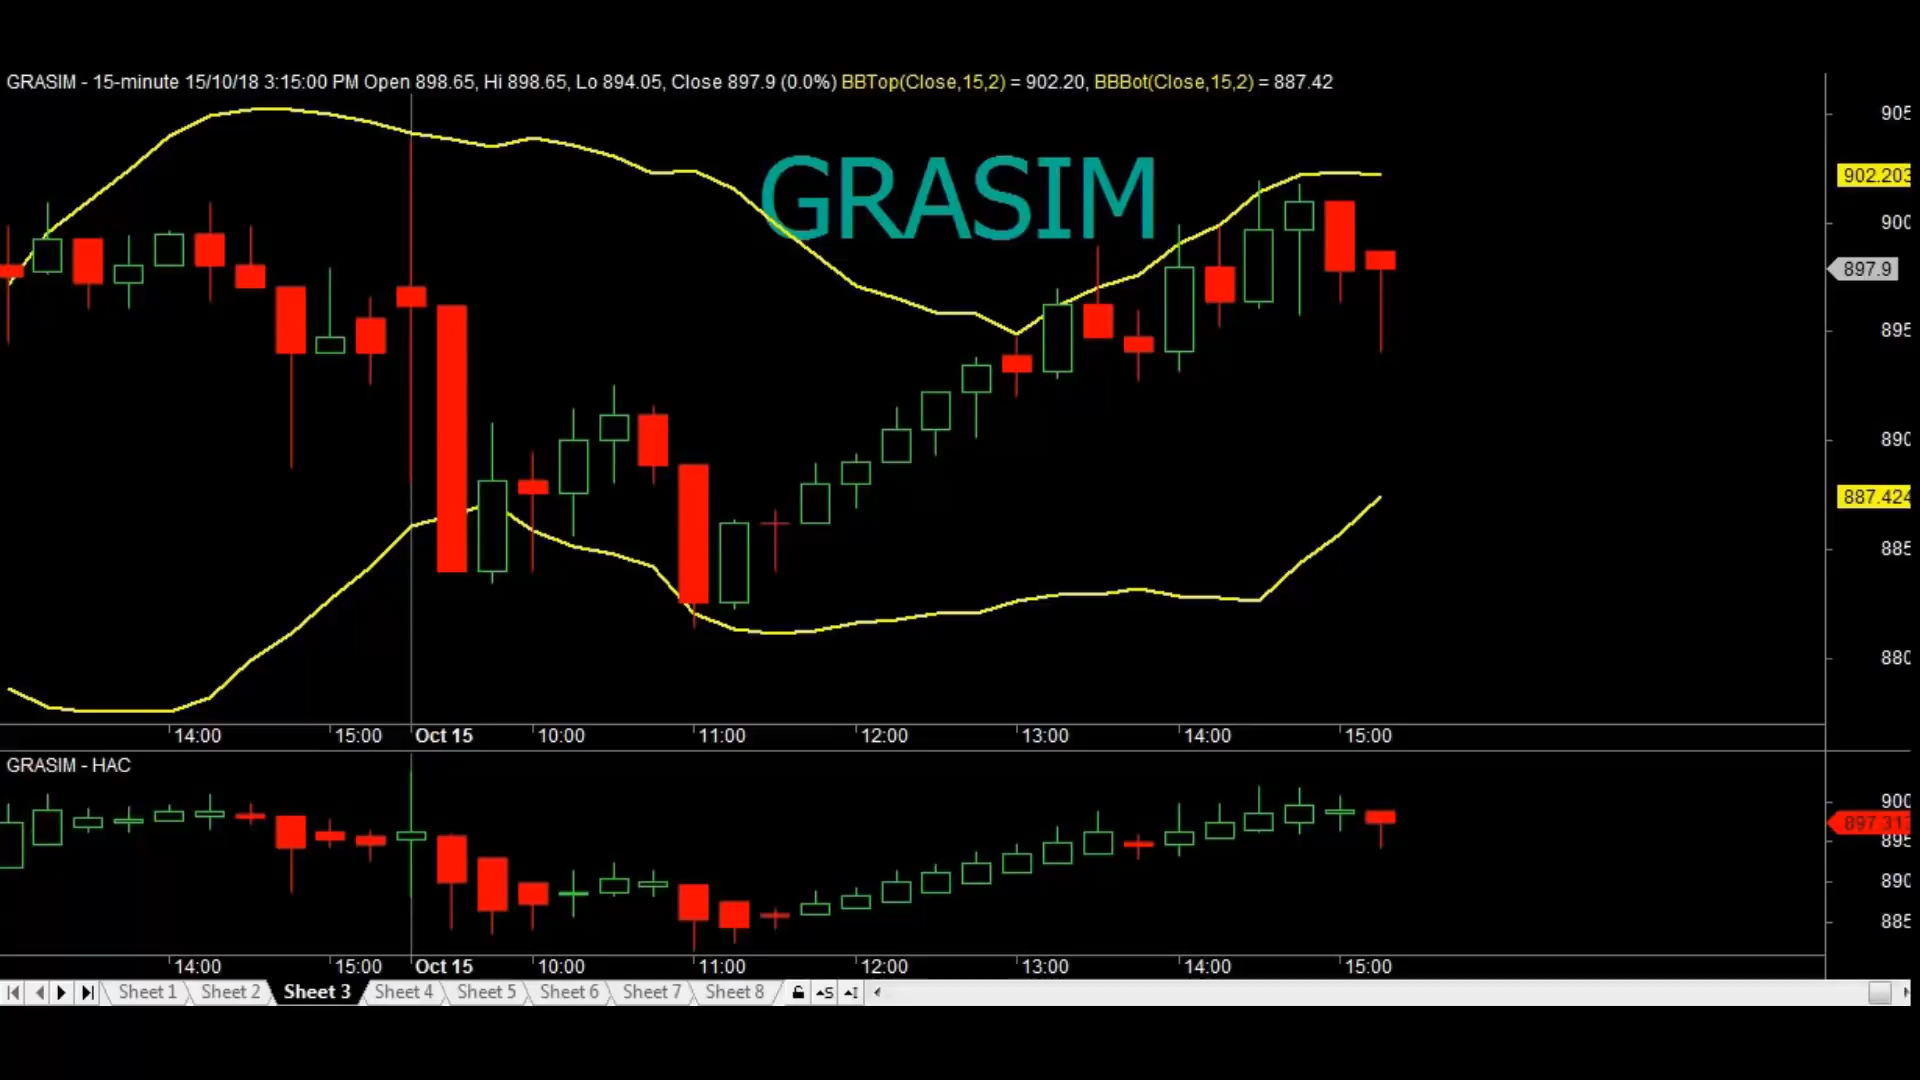 GRASIM - 15-minute 15/10/18 3:15:00 PM Open 898.65, Hi 898.65, Lo 894.05, Close 897.9 (0.0%) BBTop(Close,15,2) = 902.20, BBBot(Close,15,2) = 887.42
905
GRASIM
902.203
900
897.9
895
890
887.424
885
880
14:00 15:00 Oct 15 10:00 11:00 12:00 13:00 14:00 15:00
GRASIM - HAC
900
897.313
895
890
885
14:00 15:00 Oct 15 10:00 11:00 12:00 13:00 14:00 15:00
Sheet 1 Sheet 2 Sheet 3 Sheet 4 Sheet 5 Sheet 6 Sheet 7 Sheet 8 S I